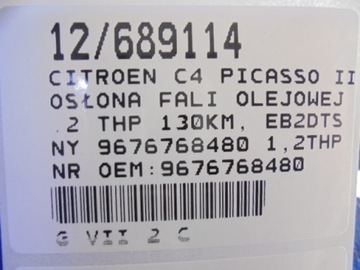 12/689114
CITROEN C4 PICASSO II
OSŁONA FALI OLEJOWEJ
.2 THP 130KM, EB2DTS
NY 9676768480 1,2THP
NR OEM:9676768480
G VII 2 C